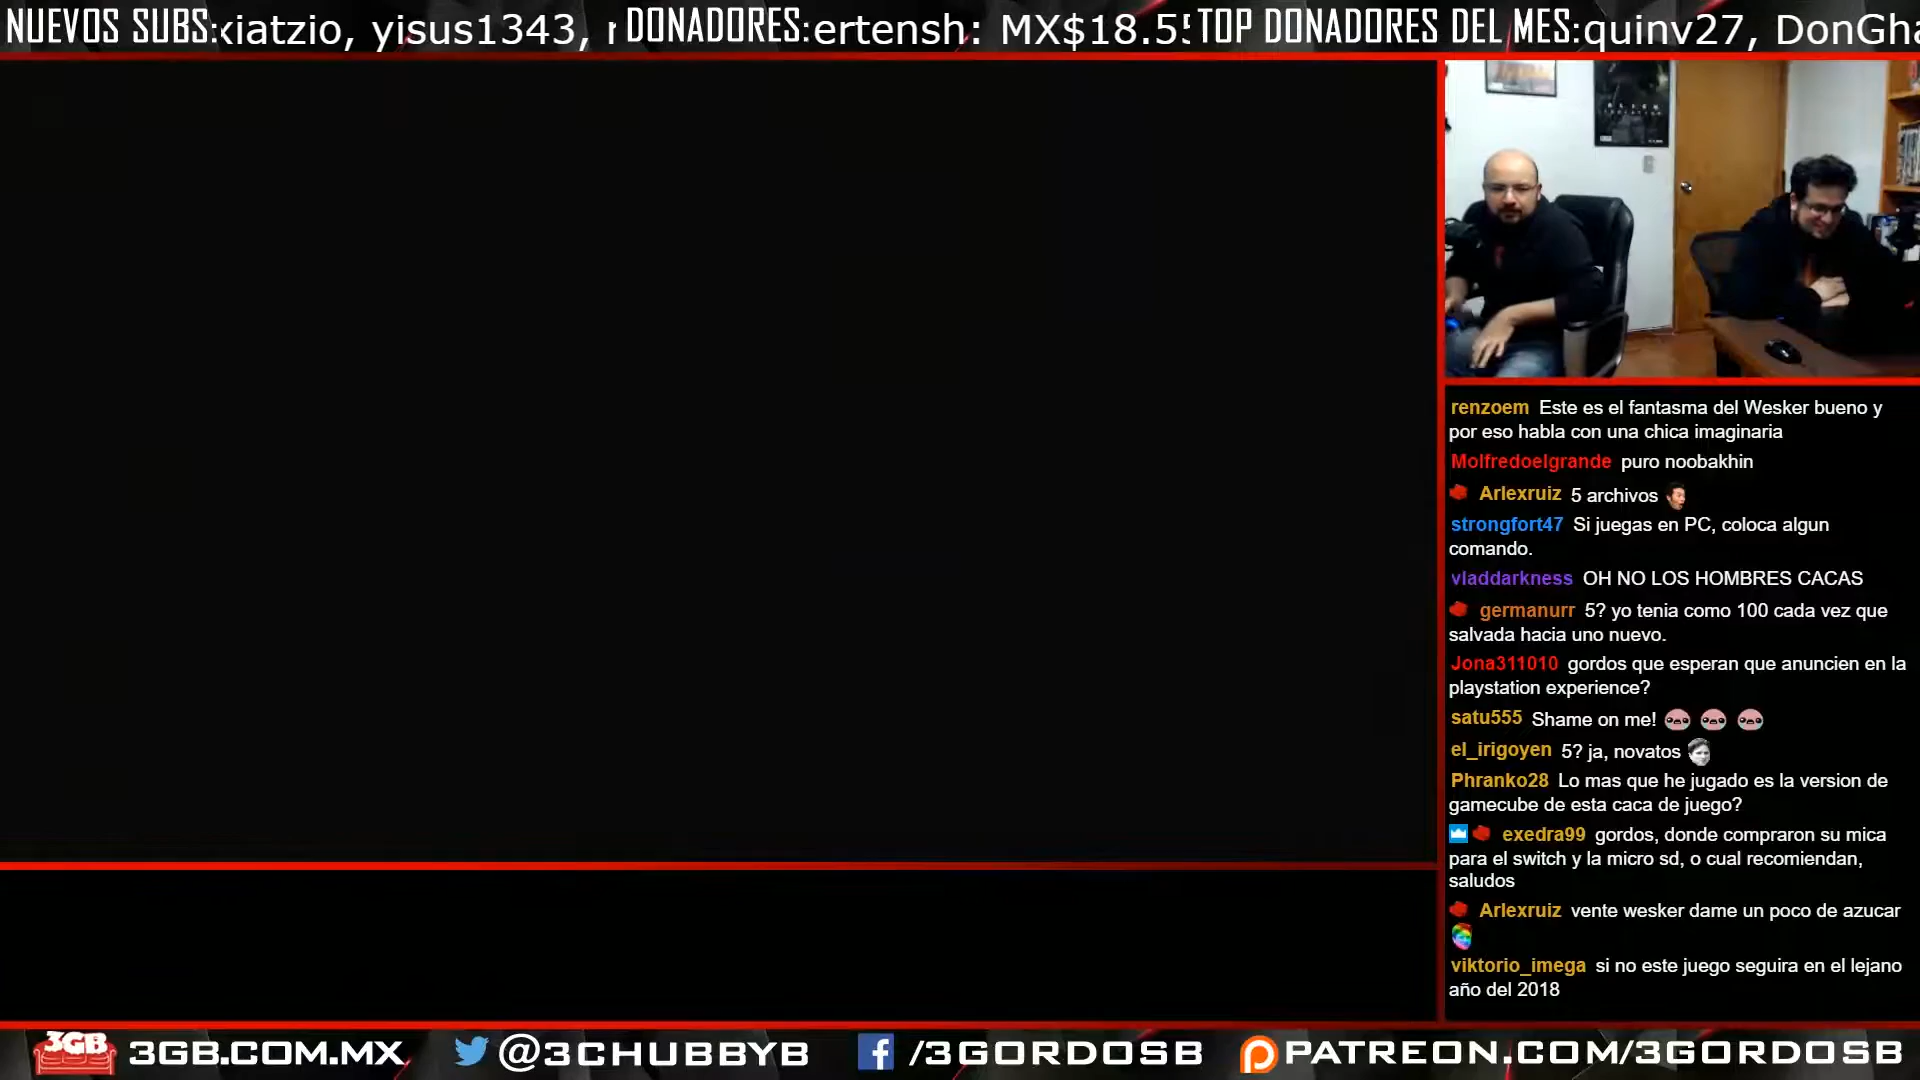 NUEVOS SUBS: kiatzio, yisus1343, DONADORES: ertensh: MX$18.55 TOP DONADORES DEL MES: quinv27, DonGha
renzoem Este es el fantasma del Wesker bueno y
por eso habla con una chica imaginaria
Molfredoelgrande puro noobakhin
Arlexruiz 5 archivos
strongfort47 Si juegas en PC, coloca algun
comando.
vladdarkness OH NO LOS HOMBRES CACAS
germanurr 5? yo tenia como 100 cada vez que
salvada hacia uno nuevo.
Jona311010 gordos que esperan que anuncien en la
playstation experience?
satu555 Shame on me!
el_irigoyen 5? ja, novatos
Phranko28 Lo mas que he jugado es la version de
gamecube de esta caca de juego?
exedra99 gordos, donde compraron su mica
para el switch y la micro sd, o cual recomiendan,
saludos
Arlexruiz vente wesker dame un poco de azucar
viktorio_imega si no este juego seguira en el lejano
año del 2018
3GB 3GB.COM.MX @3CHUBBYB /3GORDOSB PATREON.COM/3GORDOSB